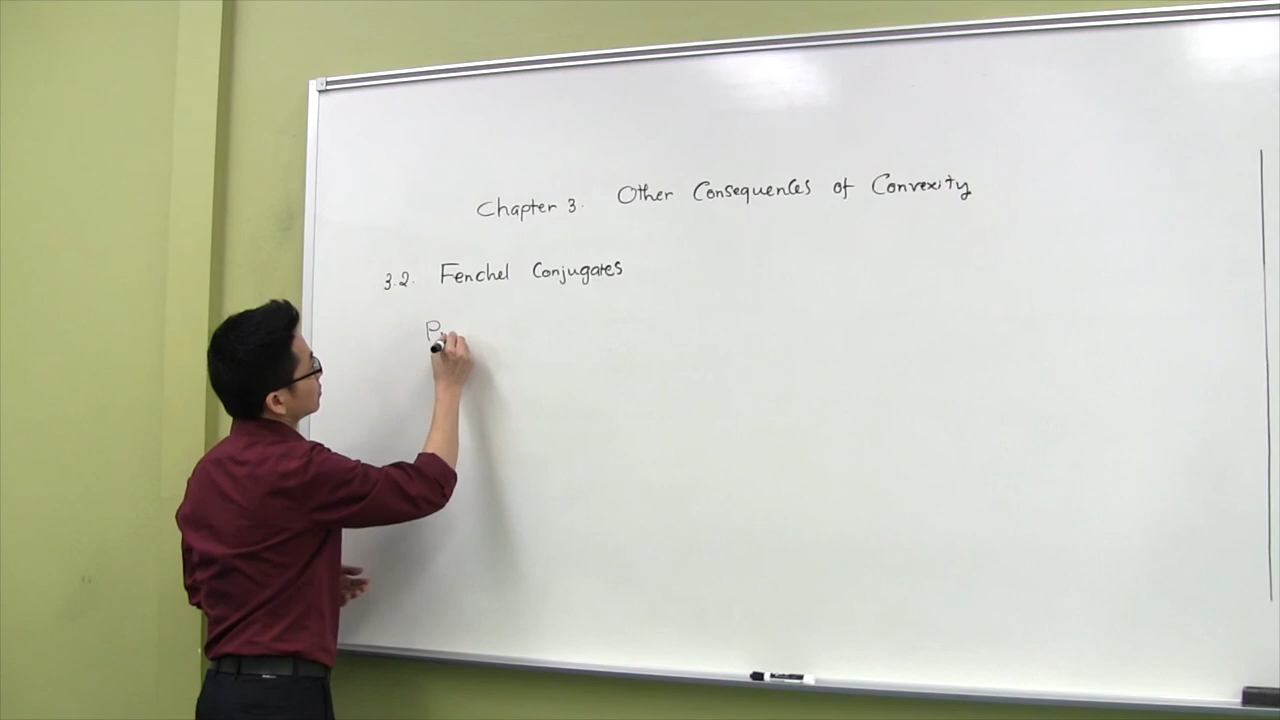 Chapter 3. Other Consequences of Convexity
3.2. Fenchel Conjugates
P